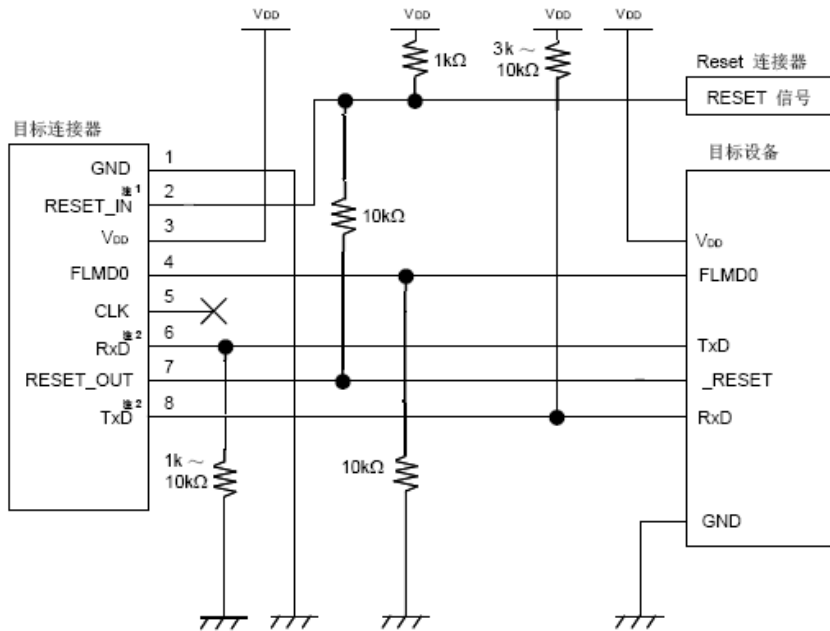 VDD
VDD
VDD
VDD
1kΩ
3k ～
10kΩ
Reset 连接器
RESET 信号
目标连接器
目标设备
GND
1
注1
RESET_IN
2
VDD
3
FLMD0
4
CLK
5
注2
RxD
6
RESET_OUT
7
注2
TxD
8
10kΩ
VDD
FLMD0
TxD
_RESET
RxD
GND
1k ～
10kΩ
10kΩ